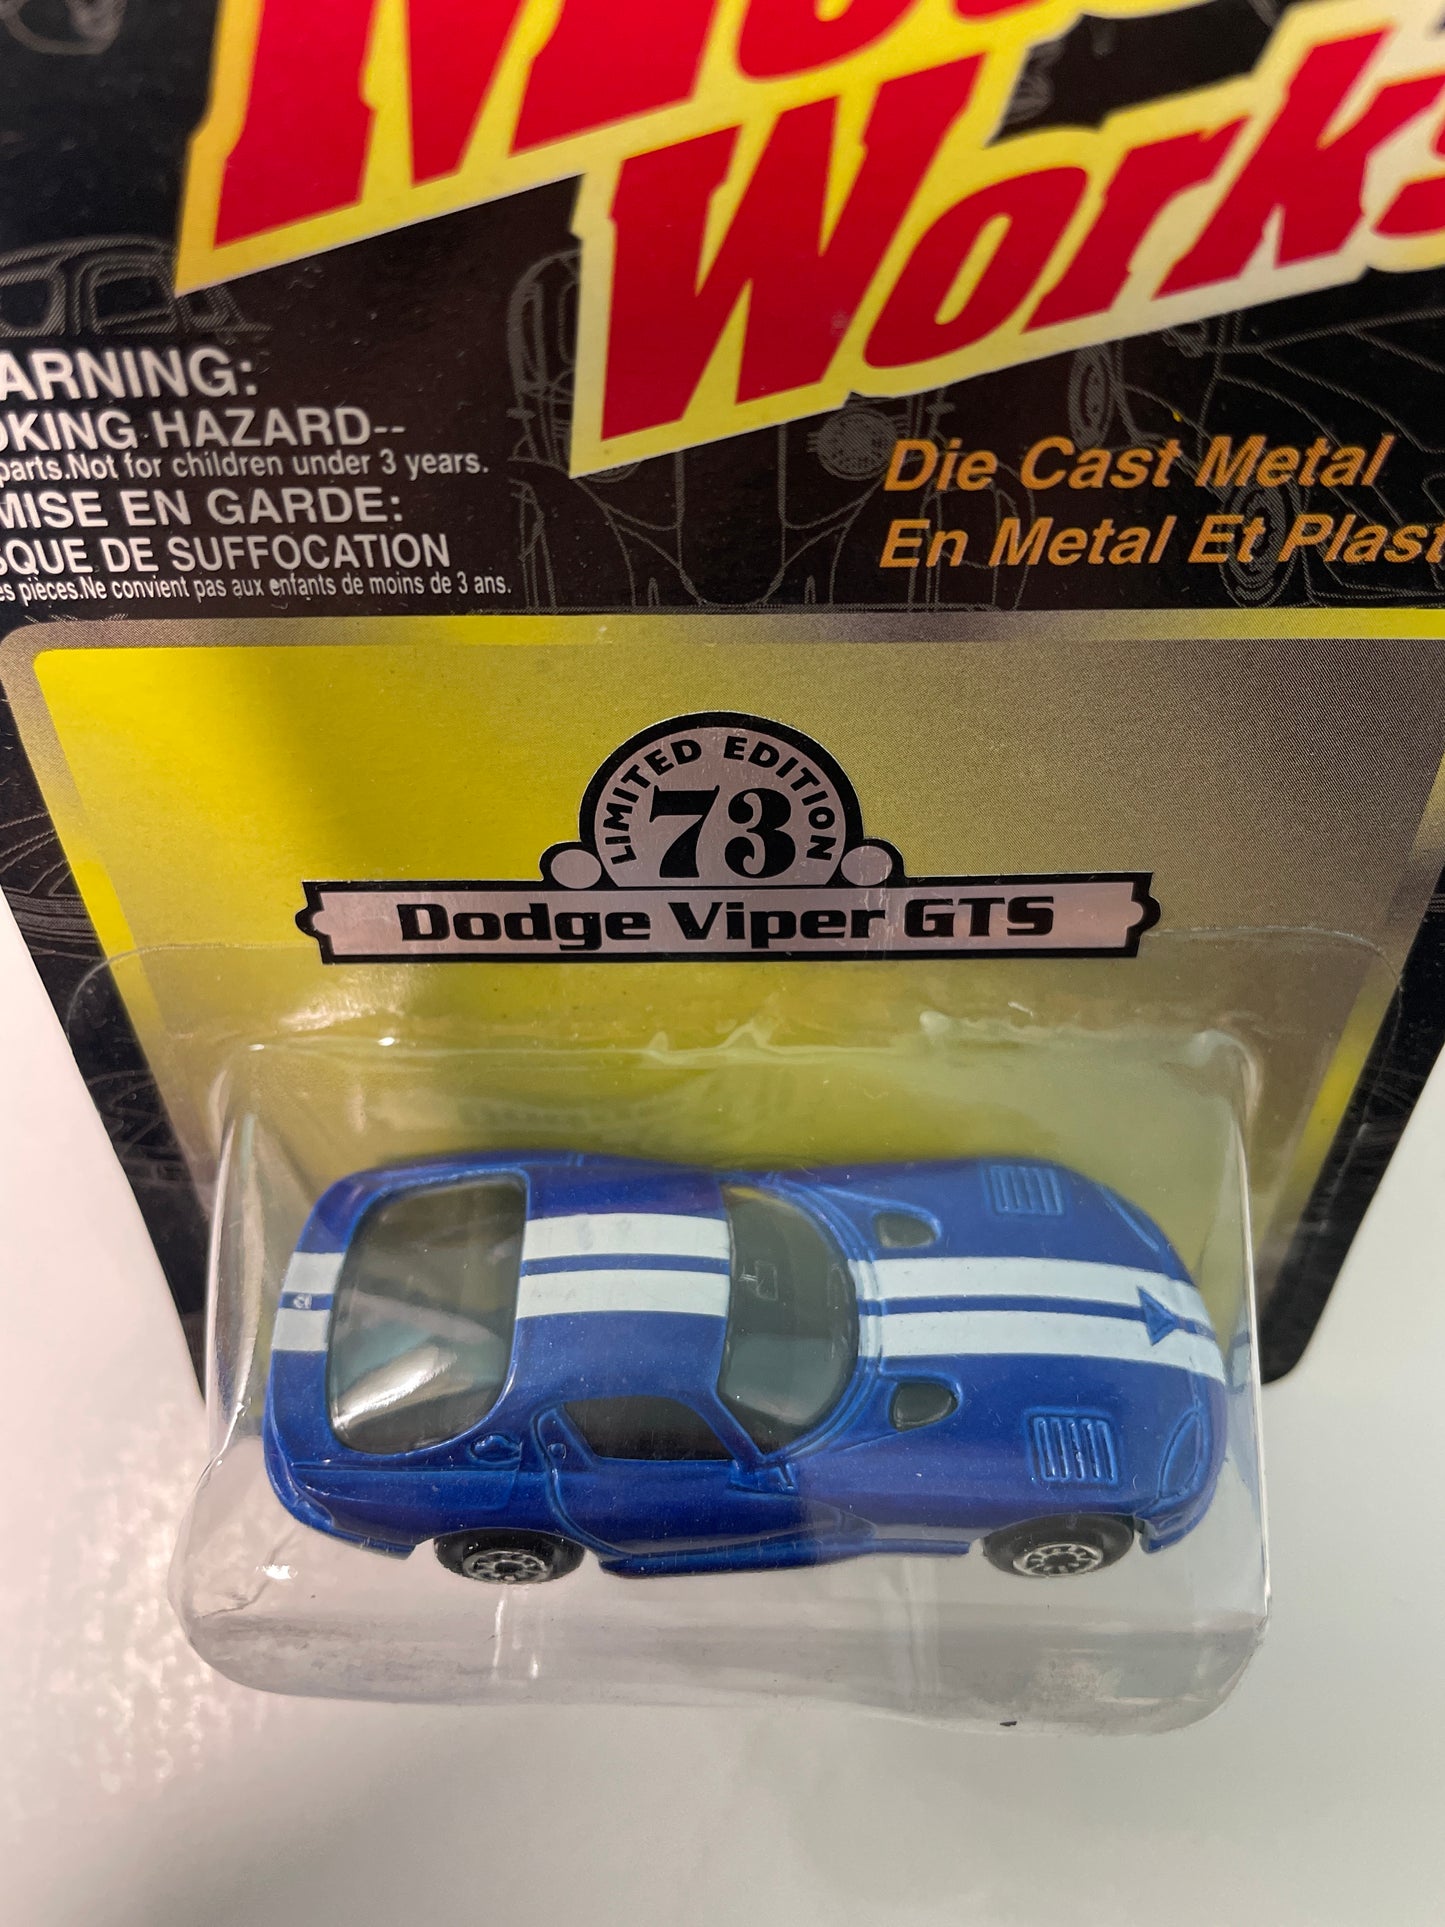 Works
ARNING:
OKING HAZARD--
parts.Not for children under 3 years.
MISE EN GARDE:
SQUE DE SUFFOCATION
es pièces.Ne convient pas aux enfants de moins de 3 ans.
Die Cast Metal
En Metal Et Plast
LIMITED EDITION
73
Dodge Viper GTS